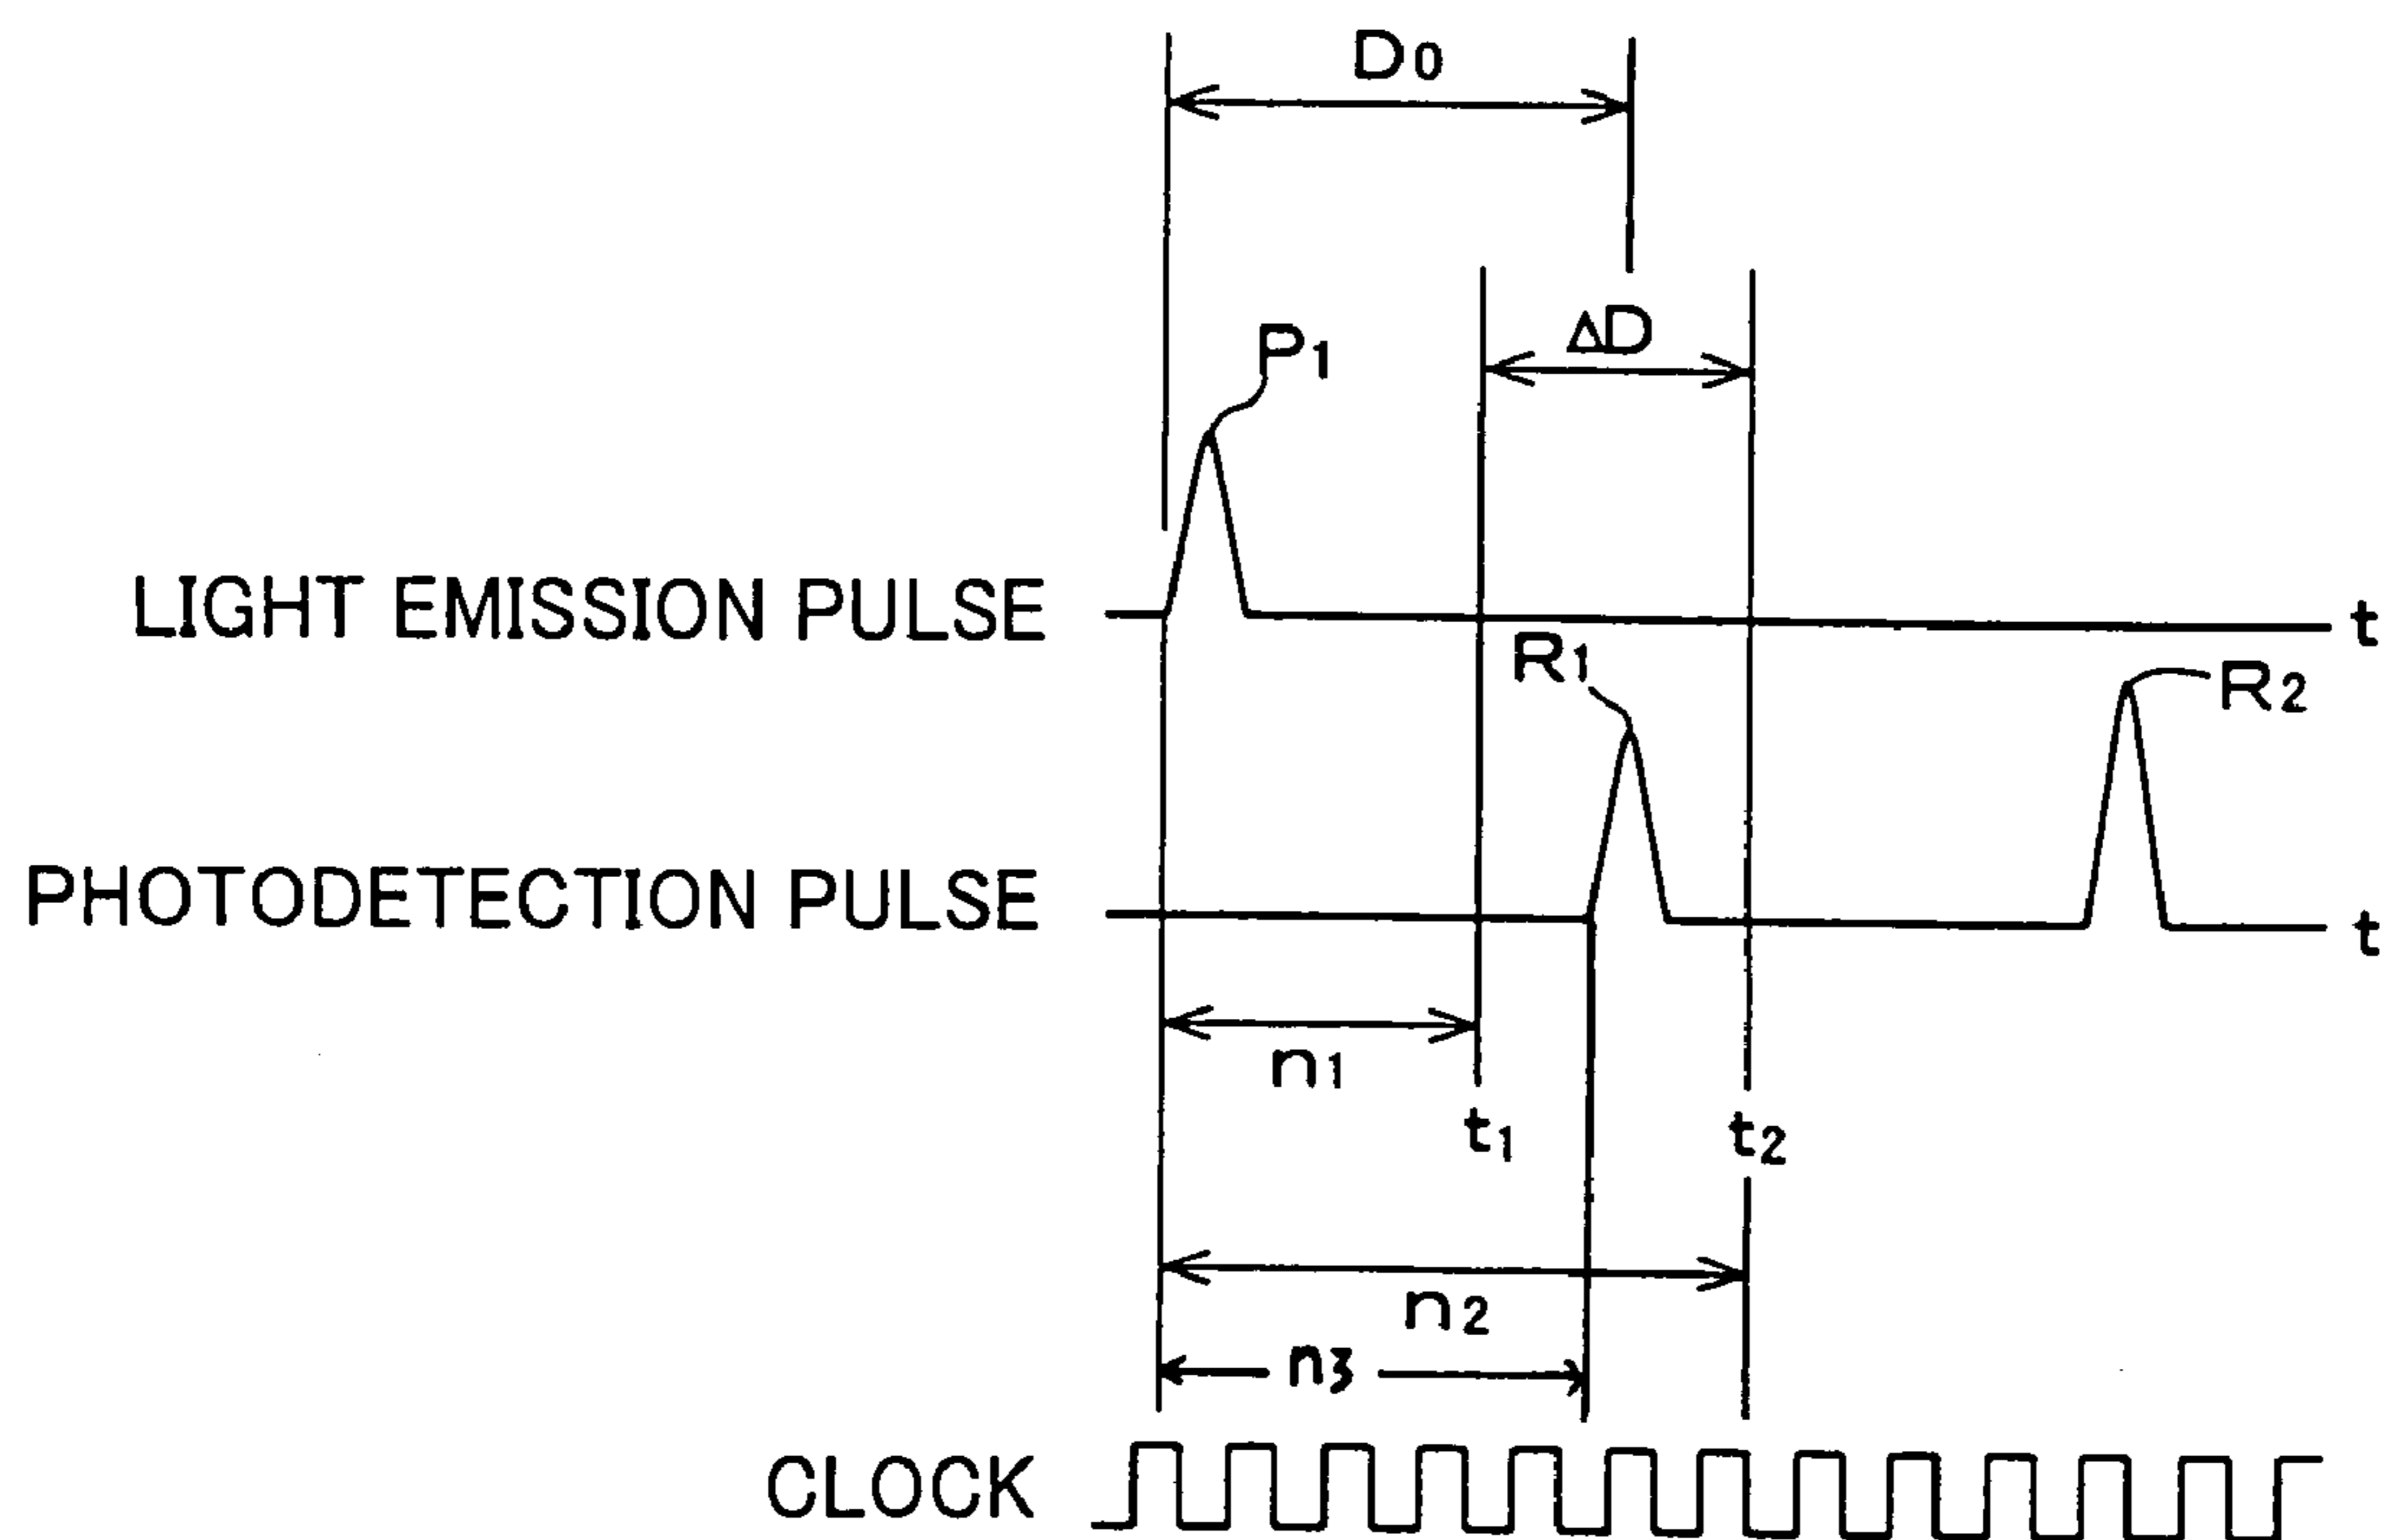 D0
ΔD
P1
LIGHT EMISSION PULSE
t
R1
R2
PHOTODETECTION PULSE
t
n1
t1
t2
n2
n3
CLOCK